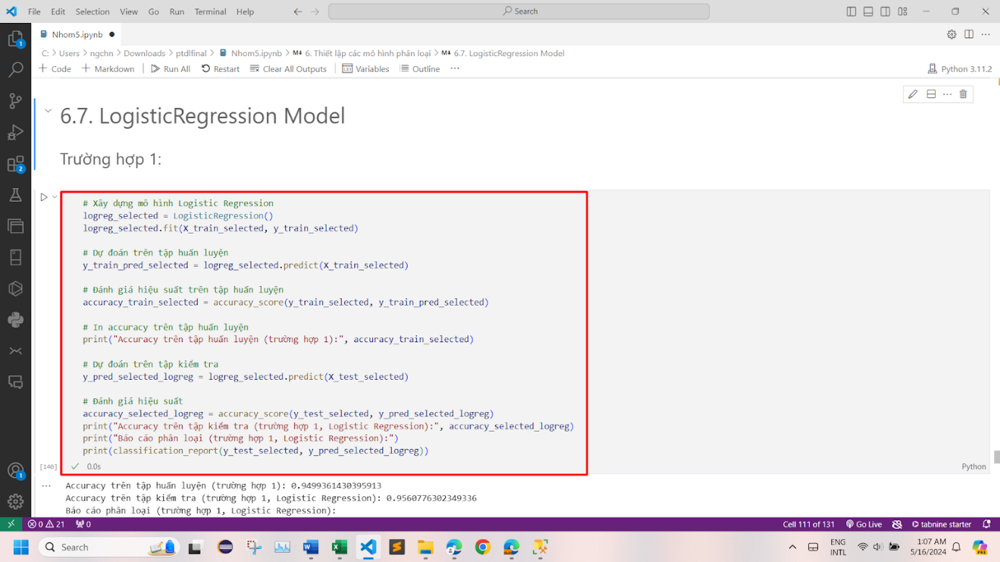 File Edit Selection View Go Run Terminal Help
Search
Nhom5.ipynb
C: > Users > ngchn > Downloads > ptdlfinal > Nhom5.ipynb > M↓ 6. Thiết lập các mô hình phân loại > M↓ 6.7. LogisticRegression Model
+ Code + Markdown Run All Restart Clear All Outputs Variables Outline ...
Python 3.11.2
6.7. LogisticRegression Model
Trường hợp 1:
# Xây dựng mô hình Logistic Regression
logreg_selected = LogisticRegression()
logreg_selected.fit(X_train_selected, y_train_selected)
# Dự đoán trên tập huấn luyện
y_train_pred_selected = logreg_selected.predict(X_train_selected)
# Đánh giá hiệu suất trên tập huấn luyện
accuracy_train_selected = accuracy_score(y_train_selected, y_train_pred_selected)
# In accuracy trên tập huấn luyện
print("Accuracy trên tập huấn luyện (trường hợp 1):", accuracy_train_selected)
# Dự đoán trên tập kiểm tra
y_pred_selected_logreg = logreg_selected.predict(X_test_selected)
# Đánh giá hiệu suất
accuracy_selected_logreg = accuracy_score(y_test_selected, y_pred_selected_logreg)
print("Accuracy trên tập kiểm tra (trường hợp 1, Logistic Regression):", accuracy_selected_logreg)
print("Báo cáo phân loại (trường hợp 1, Logistic Regression):")
print(classification_report(y_test_selected, y_pred_selected_logreg))
[140] 0.0s Python
... Accuracy trên tập huấn luyện (trường hợp 1): 0.9499361430395913
Accuracy trên tập kiểm tra (trường hợp 1, Logistic Regression): 0.9560776302349336
Báo cáo phân loại (trường hợp 1, Logistic Regression):
1
2
1
0 21 0 Cell 111 of 131 Go Live tabnine starter
Search
ENG
INTL
1:07 AM
5/16/2024
PRE